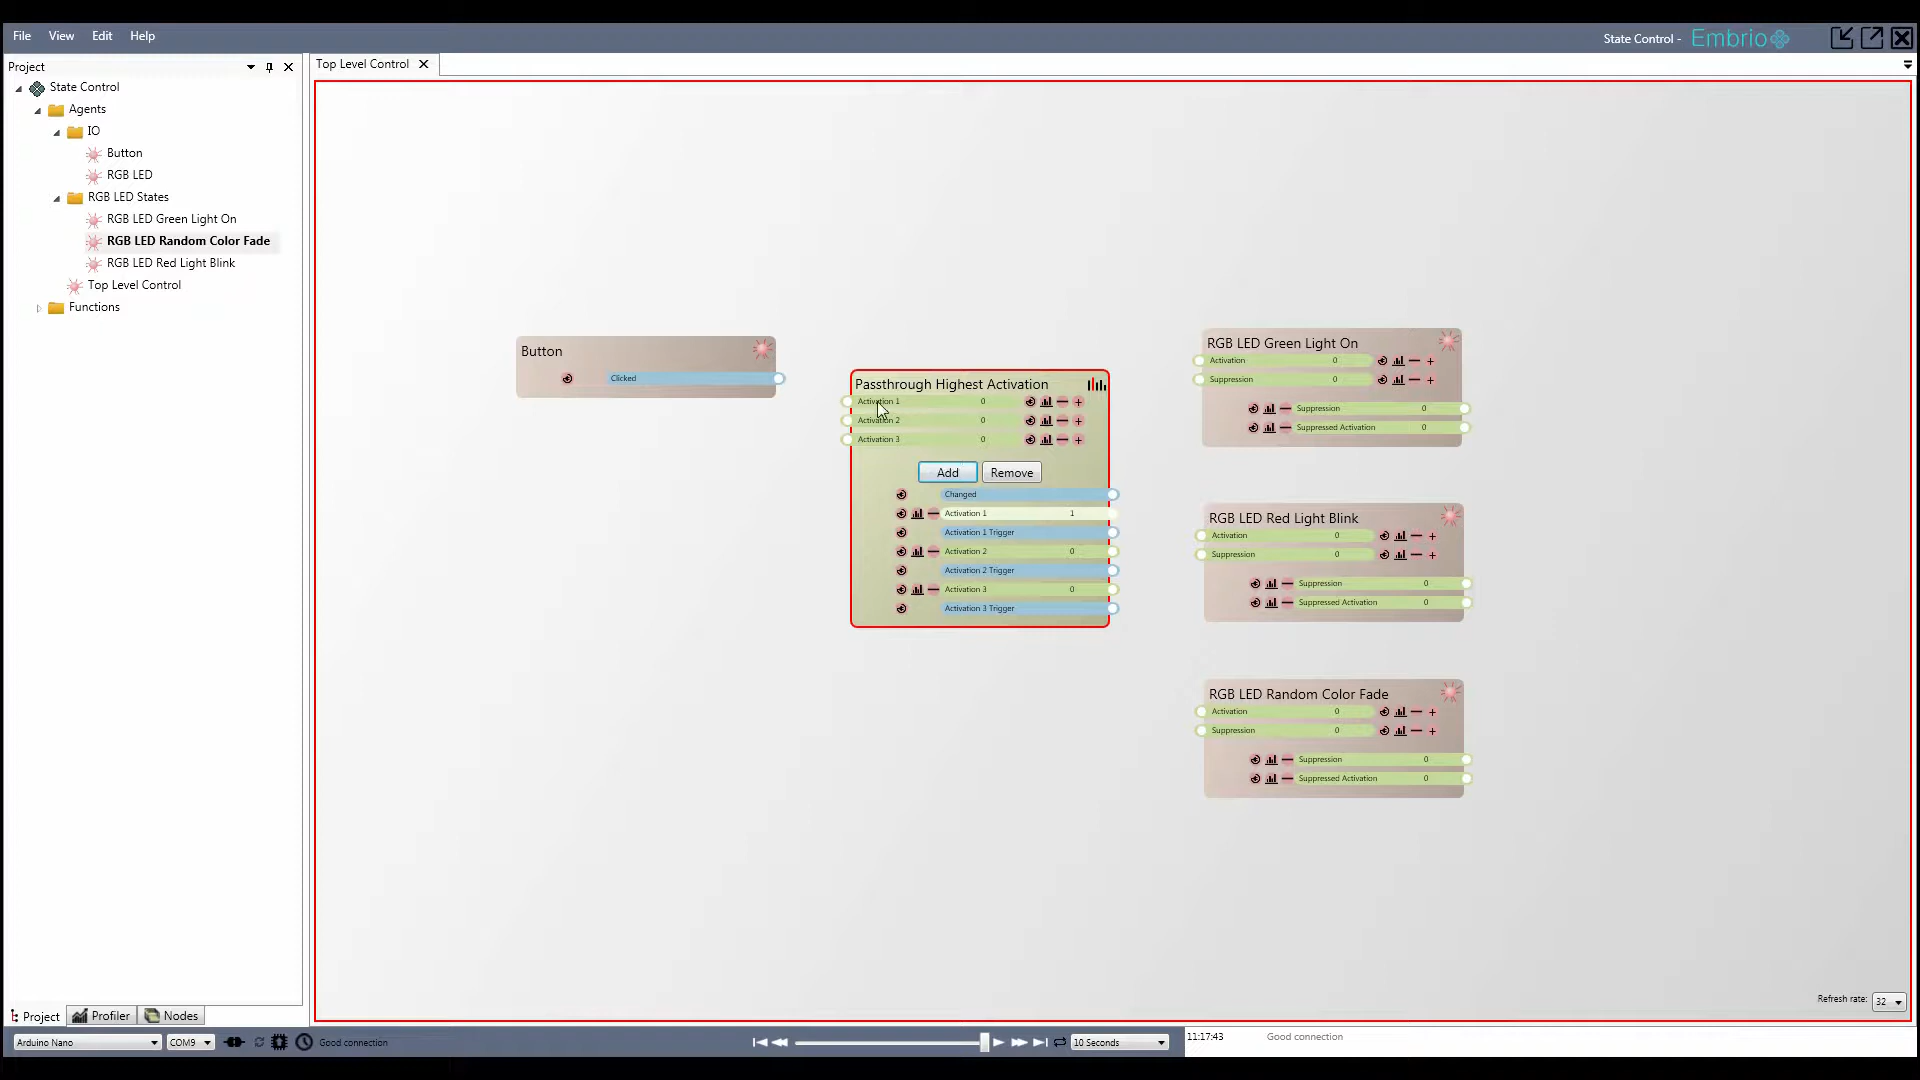 File View Edit Help
State Control - Embrio
Project
Top Level Control
State Control
Agents
IO
Button
RGB LED
RGB LED States
RGB LED Green Light On
RGB LED Random Color Fade
RGB LED Red Light Blink
Top Level Control
Functions
Button
Clicked
Passthrough Highest Activation
Activation 1 0
Activation 2 0
Activation 3 0
Add Remove
Changed
Activation 1 1
Activation 1 Trigger
Activation 2 0
Activation 2 Trigger
Activation 3 0
Activation 3 Trigger
RGB LED Green Light On
Activation 0
Suppression 0
Suppression 0
Suppressed Activation 0
RGB LED Red Light Blink
Activation 0
Suppression 0
Suppression 0
Suppressed Activation 0
RGB LED Random Color Fade
Activation 0
Suppression 0
Suppression 0
Suppressed Activation 0
Refresh rate: 32
Project Profiler Nodes
Arduino Nano COM9 Good connection 10 Seconds 11:17:43 Good connection